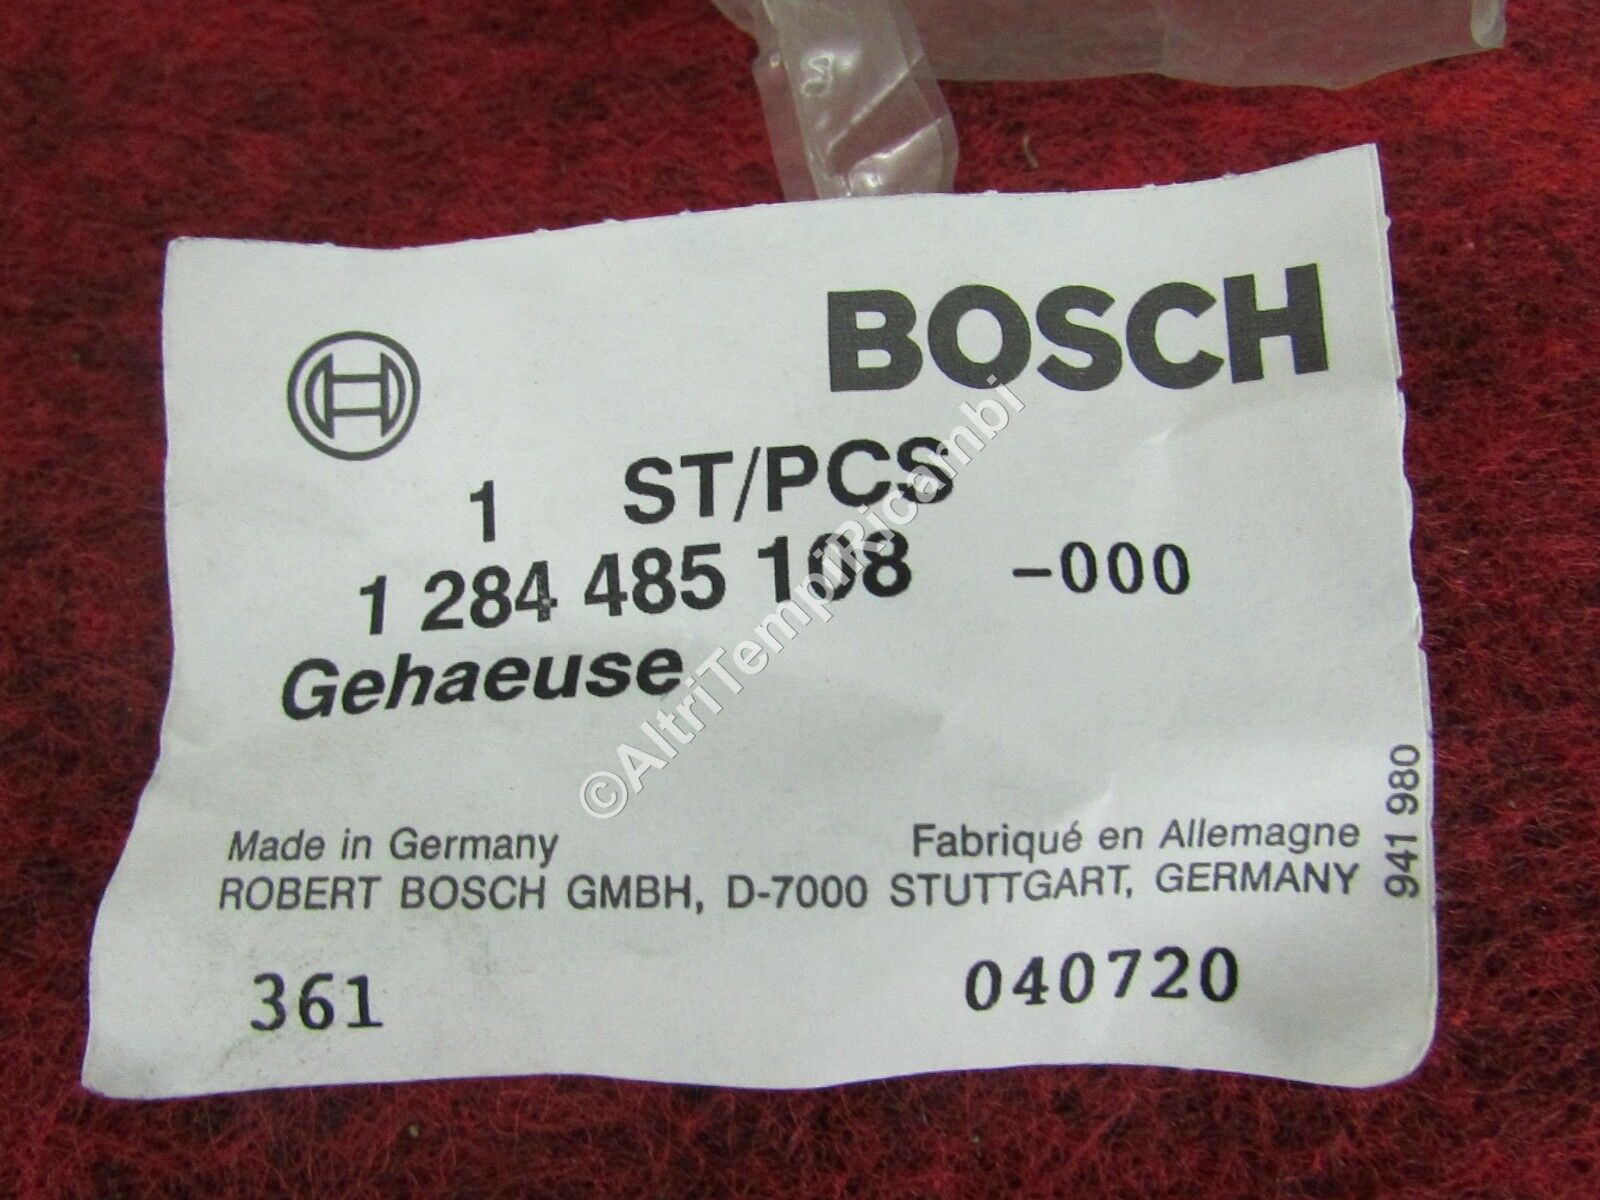 BOSCH
1 ST/PCS
1 284 485 108 -000
Gehaeuse
Made in Germany Fabriqué en Allemagne
ROBERT BOSCH GMBH, D-7000 STUTTGART, GERMANY
941 980
361 040720
©AltriTempiRicambi